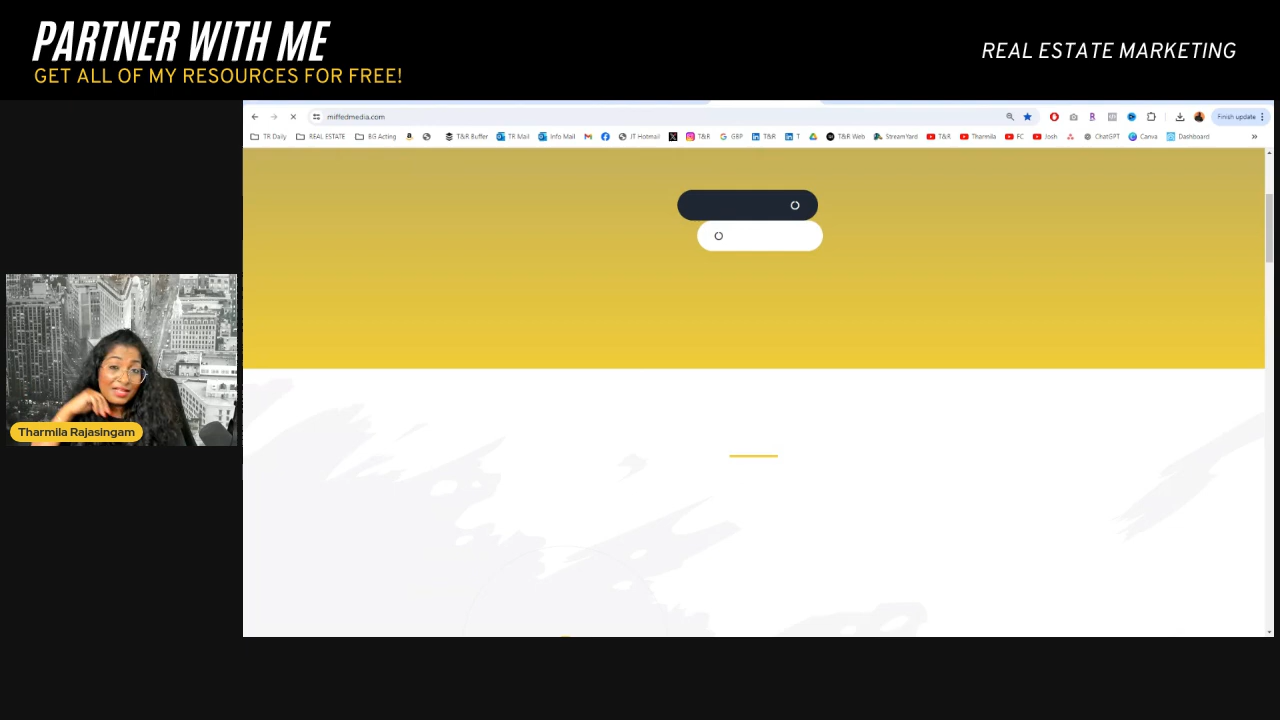 PARTNER WITH ME
GET ALL OF MY RESOURCES FOR FREE!
REAL ESTATE MARKETING
miffedmedia.com
Finish update
TR Daily
REAL ESTATE
BG Acting
T&R Buffer
TR Mail
Info Mail
JT Hotmail
T&R
GBP
T&R
T
T&R Web
StreamYard
T&R
Tharmila
FC
Josh
ChatGPT
Canva
Dashboard
Tharmila Rajasingam